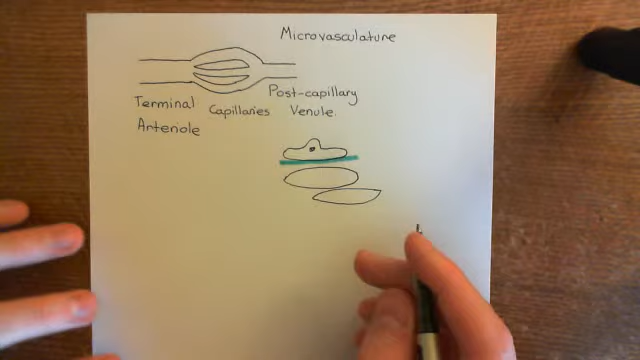 Microvasculature
Terminal Capillaries Post-capillary
Arteriole Venule.